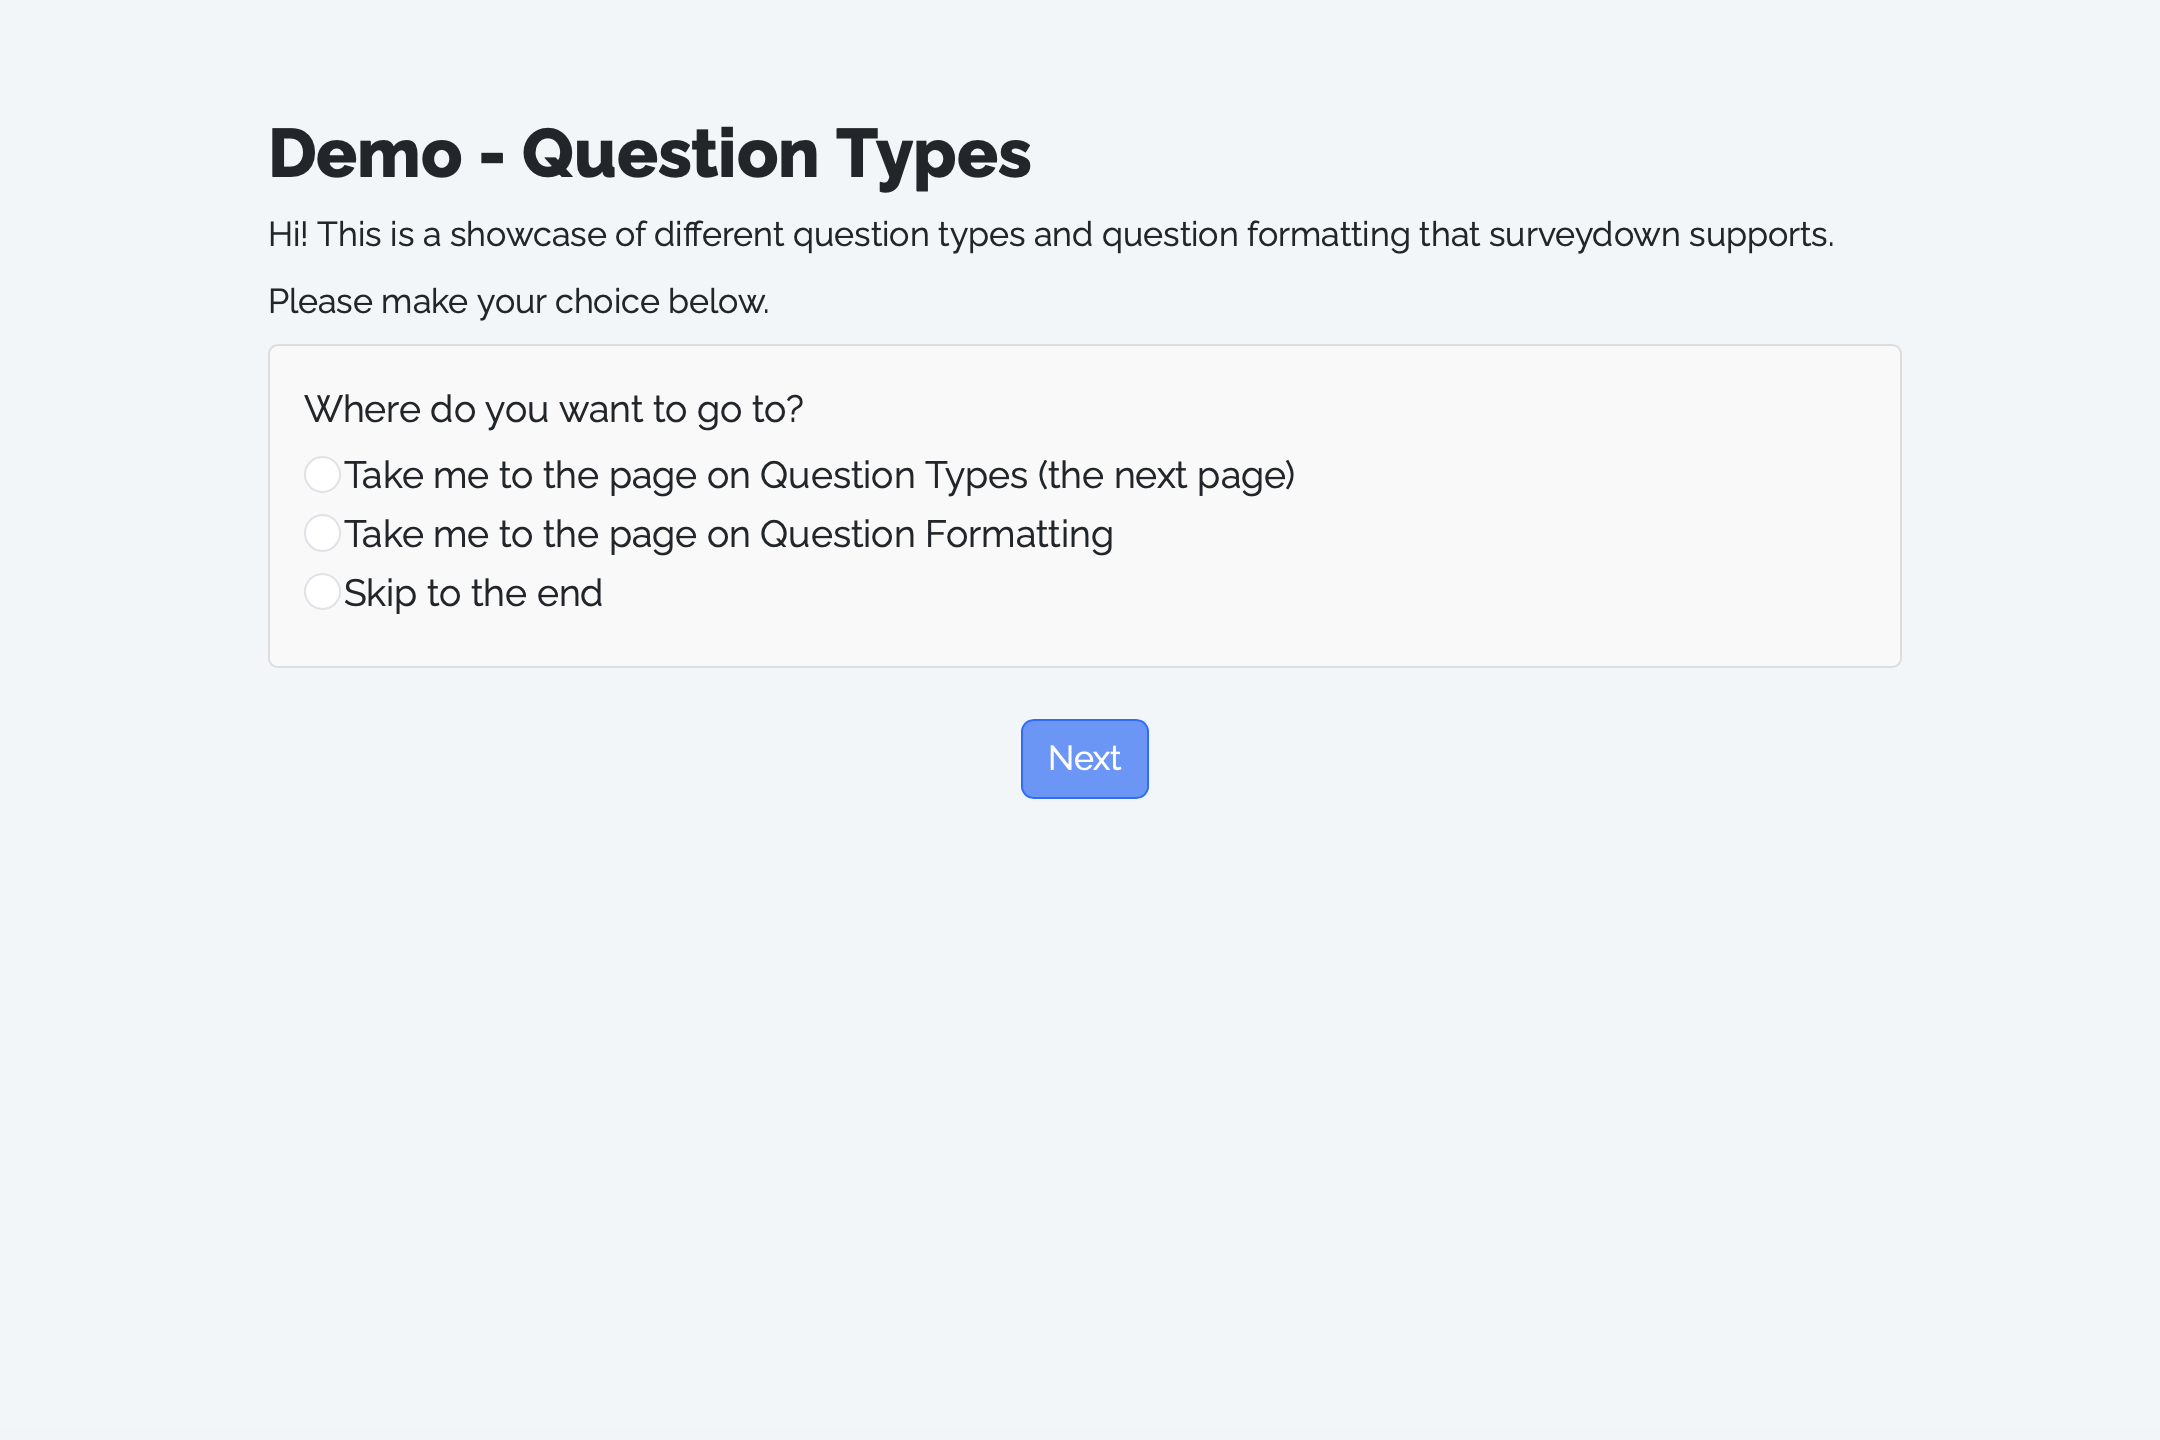 Demo - Question Types
Hi! This is a showcase of different question types and question formatting that surveydown supports.
Please make your choice below.
Where do you want to go to?
Take me to the page on Question Types (the next page)
Take me to the page on Question Formatting
Skip to the end
Next